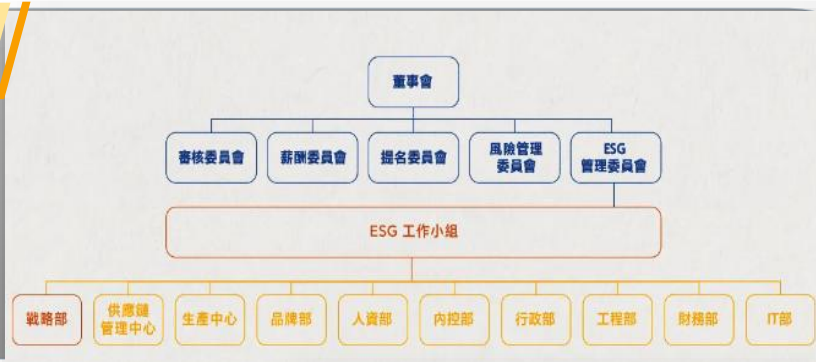 董事會
審核委員會
薪酬委員會
提名委員會
風險管理
委員會
ESG
管理委員會
ESG 工作小組
戰略部
供應鏈
管理中心
生產中心
品牌部
人資部
內控部
行政部
工程部
財務部
IT部